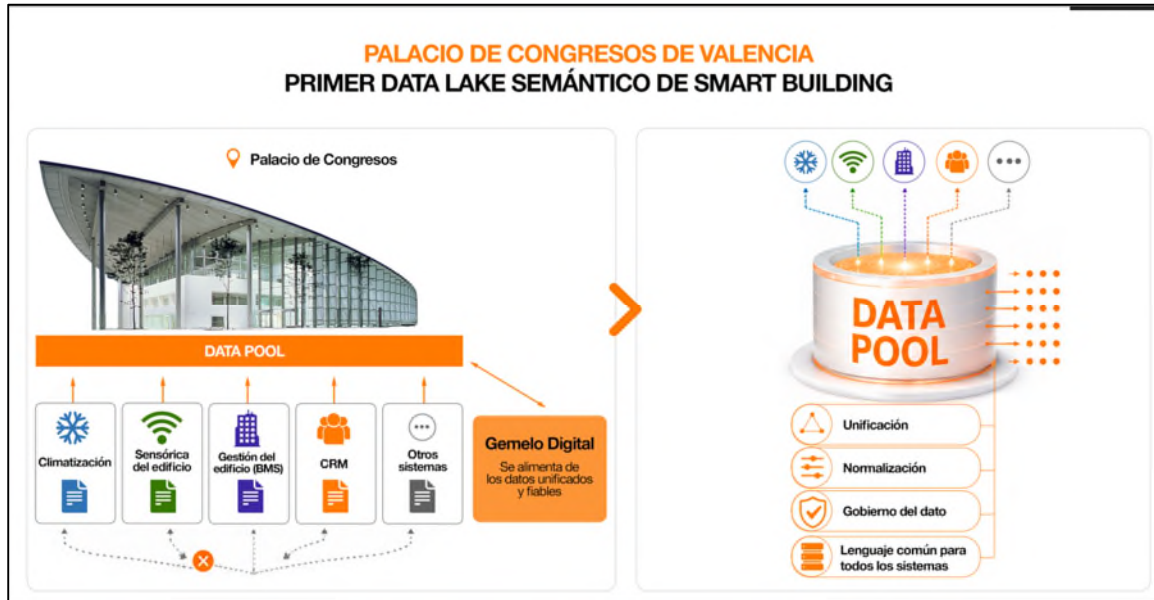 PALACIO DE CONGRESOS DE VALENCIA
PRIMER DATA LAKE SEMÁNTICO DE SMART BUILDING
Palacio de Congresos
DATA POOL
Climatización
Sensórica
del edificio
Gestión del
edificio (BMS)
CRM
Otros
sistemas
Gemelo Digital
Se alimenta de
los datos unificados
y fiables
DATA
POOL
Unificación
Normalización
Gobierno del dato
Lenguaje común para
todos los sistemas